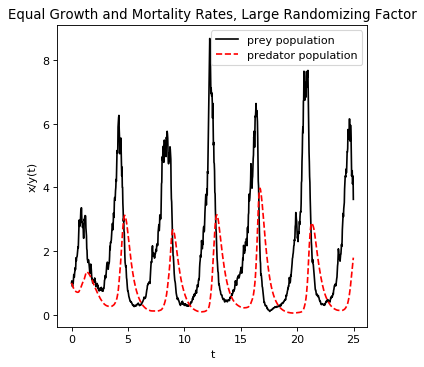 Equal Growth and Mortality Rates, Large Randomizing Factor
prey population
predator population
8
6
4
2
0
x/y(t)
0 5 10 15 20 25
t